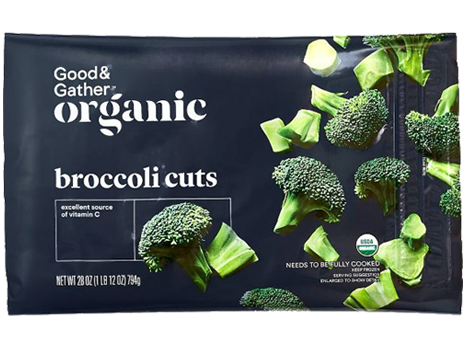 Good&
Gather
organic
broccoli cuts
excellent source
of vitamin C
USDA
ORGANIC
NEEDS TO BE FULLY COOKED
KEEP FROZEN
SERVING SUGGESTION
ENLARGED TO SHOW DETAIL
NET WT 28 OZ (1 LB 12 OZ) 794g